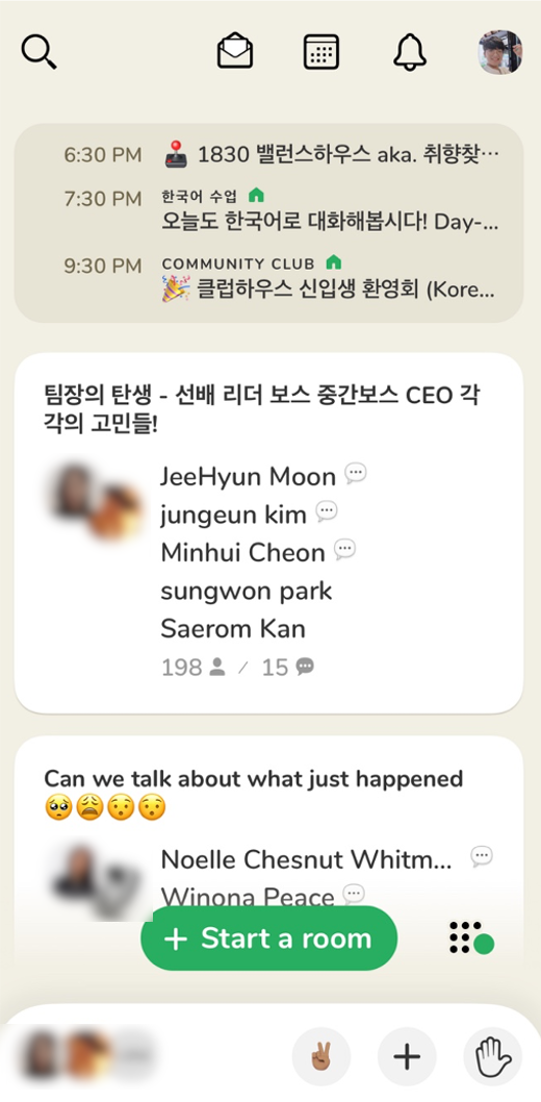 6:30 PM 🕹️ 1830 밸런스하우스 aka. 취향찾…
7:30 PM 한국어 수업
오늘도 한국어로 대화해봅시다! Day-...
9:30 PM COMMUNITY CLUB
🎉 클럽하우스 신입생 환영회 (Kore...
팀장의 탄생 - 선배 리더 보스 중간보스 CEO 각
각의 고민들!
JeeHyun Moon
jungeun kim
Minhui Cheon
sungwon park
Saerom Kan
198 / 15
Can we talk about what just happened
🥺😩😯😯
Noelle Chesnut Whitm...
Winona Peace
+ Start a room